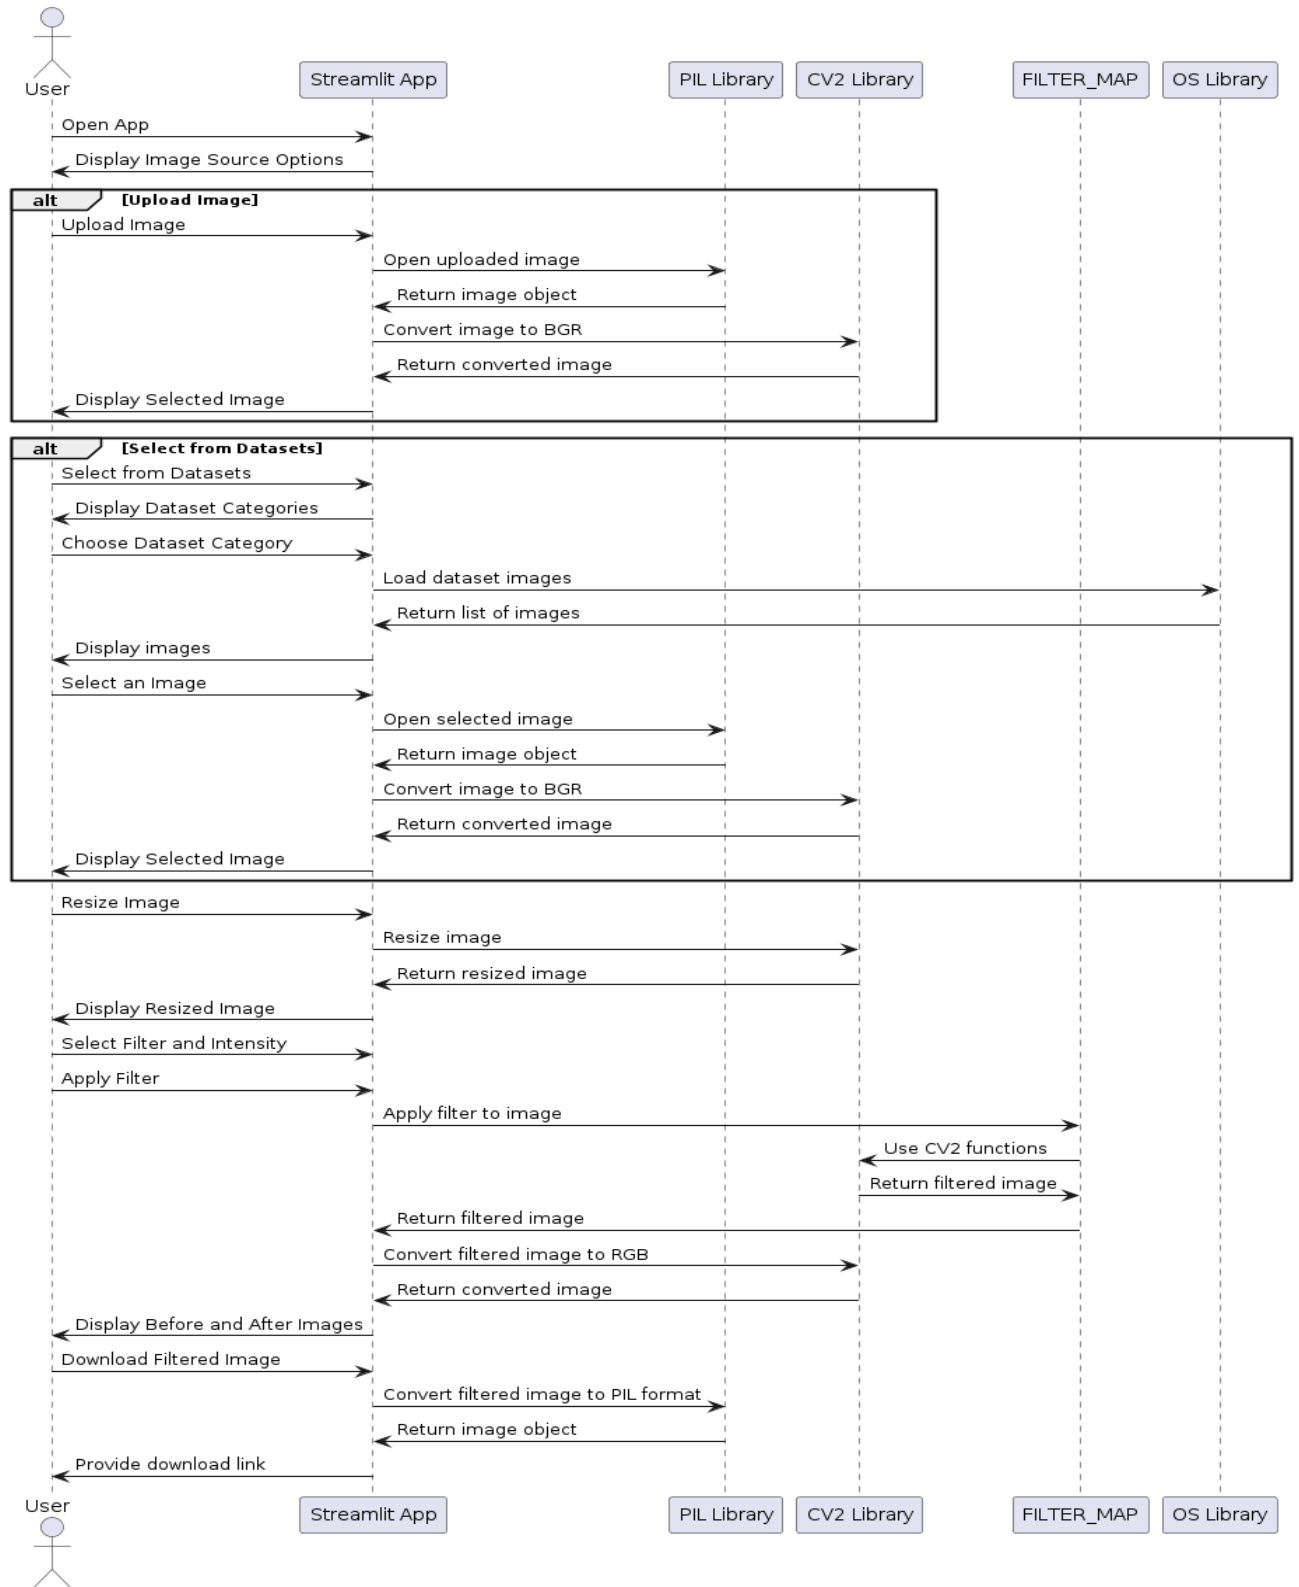 User
Streamlit App
PIL Library
CV2 Library
FILTER_MAP
OS Library
Open App
Display Image Source Options
alt [Upload Image]
Upload Image
Open uploaded image
Return image object
Convert image to BGR
Return converted image
Display Selected Image
alt [Select from Datasets]
Select from Datasets
Display Dataset Categories
Choose Dataset Category
Load dataset images
Return list of images
Display images
Select an Image
Open selected image
Return image object
Convert image to BGR
Return converted image
Display Selected Image
Resize Image
Resize image
Return resized image
Display Resized Image
Select Filter and Intensity
Apply Filter
Apply filter to image
Use CV2 functions
Return filtered image
Return filtered image
Convert filtered image to RGB
Return converted image
Display Before and After Images
Download Filtered Image
Convert filtered image to PIL format
Return image object
Provide download link
User
Streamlit App
PIL Library
CV2 Library
FILTER_MAP
OS Library